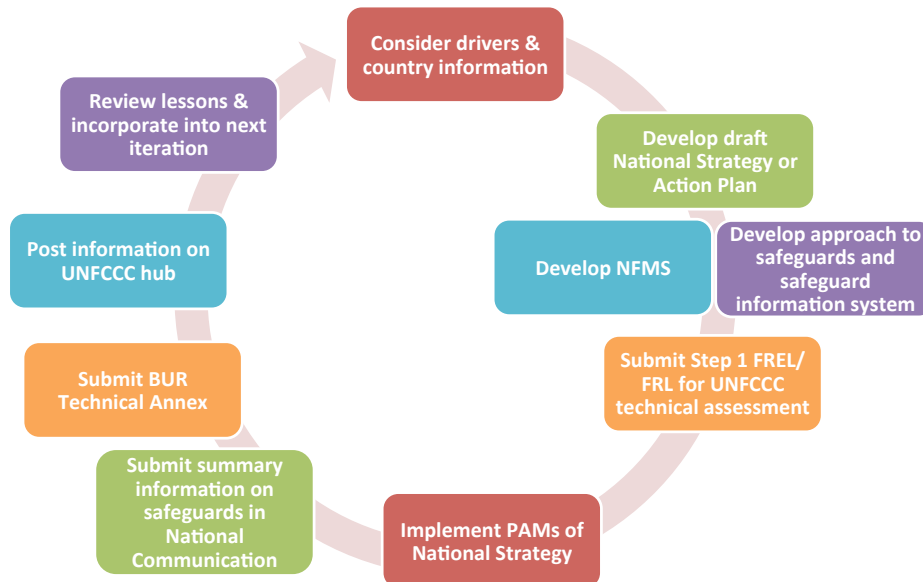 Consider drivers &
country information
Develop draft
National Strategy or
Action Plan
Develop NFMS
Develop approach to
safeguards and
safeguard
information system
Submit Step 1 FREL/
FRL for UNFCCC
technical assessment
Implement PAMs of
National Strategy
Submit summary
information on
safeguards in
National
Communication
Submit BUR
Technical Annex
Post information on
UNFCCC hub
Review lessons &
incorporate into next
iteration